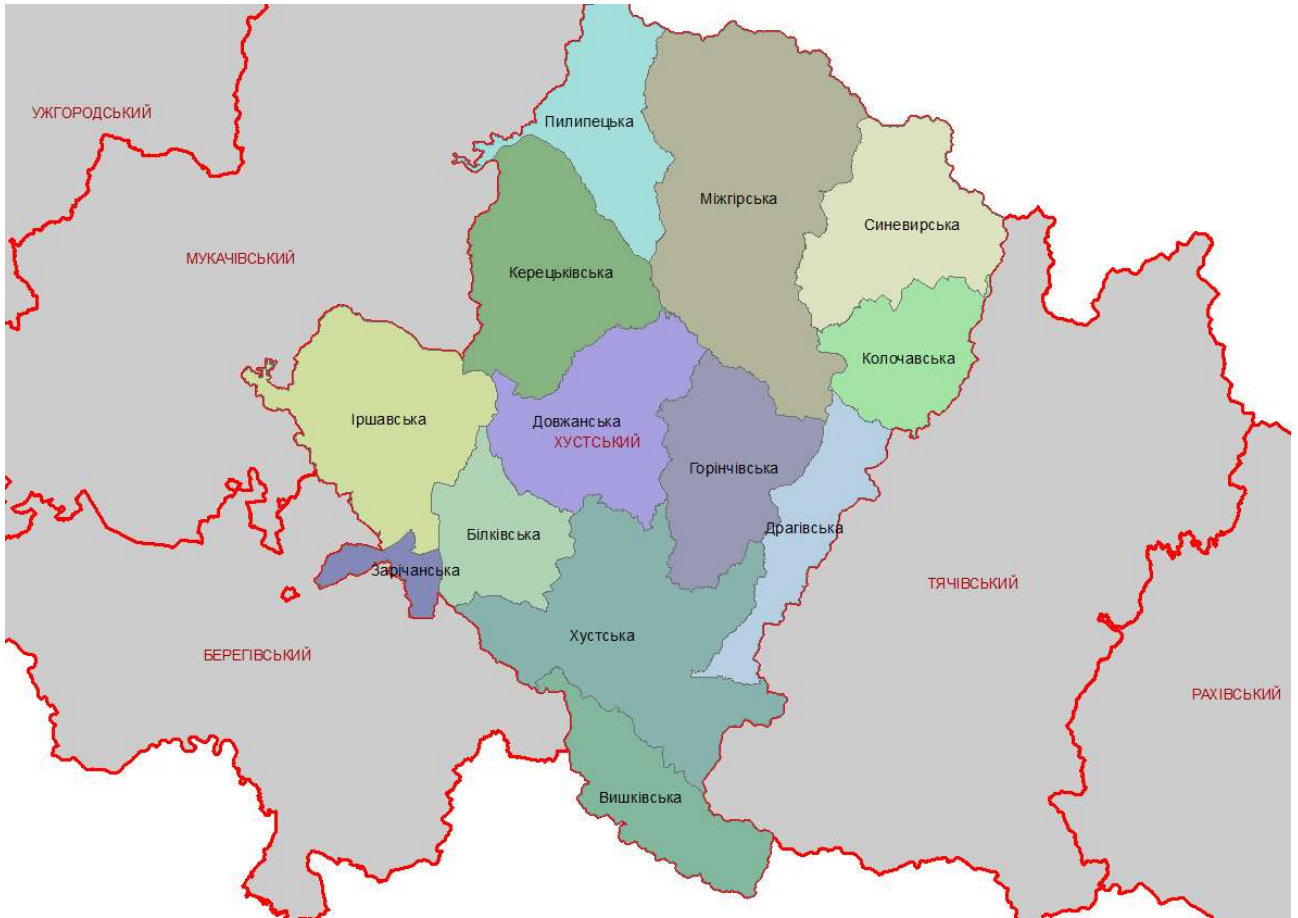 УЖГОРОДСЬКИЙ
Пилипецька
Міжгірська
Синевирська
МУКАЧІВСЬКИЙ
Керецьківська
Колочавська
Іршавська
Довжанська
ХУСТСЬКИЙ
Горінчівська
Білківська
Драгівська
Зарічанська
ТЯЧІВСЬКИЙ
Хустська
БЕРЕГІВСЬКИЙ
РАХІВСЬКИЙ
Вишківська